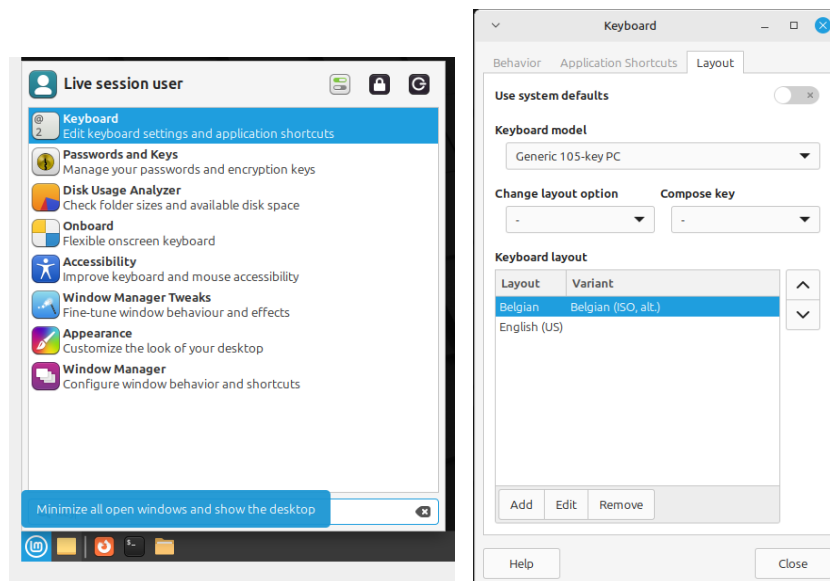 Live session user
@
2
Keyboard
Edit keyboard settings and application shortcuts
Passwords and Keys
Manage your passwords and encryption keys
Disk Usage Analyzer
Check folder sizes and available disk space
Onboard
Flexible onscreen keyboard
Accessibility
Improve keyboard and mouse accessibility
Window Manager Tweaks
Fine-tune window behaviour and effects
Appearance
Customize the look of your desktop
Window Manager
Configure window behavior and shortcuts
Minimize all open windows and show the desktop
Keyboard
Behavior Application Shortcuts Layout
Use system defaults
Keyboard model
Generic 105-key PC
Change layout option Compose key
- -
Keyboard layout
Layout Variant
Belgian Belgian (ISO, alt.)
English (US)
Add Edit Remove
Help Close